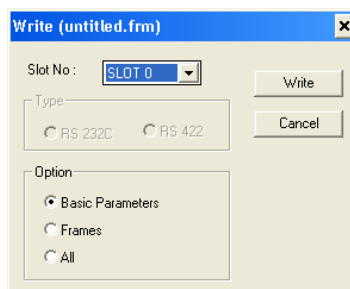 Write (untitled.frm)
Slot No :
SLOT 0
Write
Type
RS 232C
RS 422
Cancel
Option
Basic Parameters
Frames
All